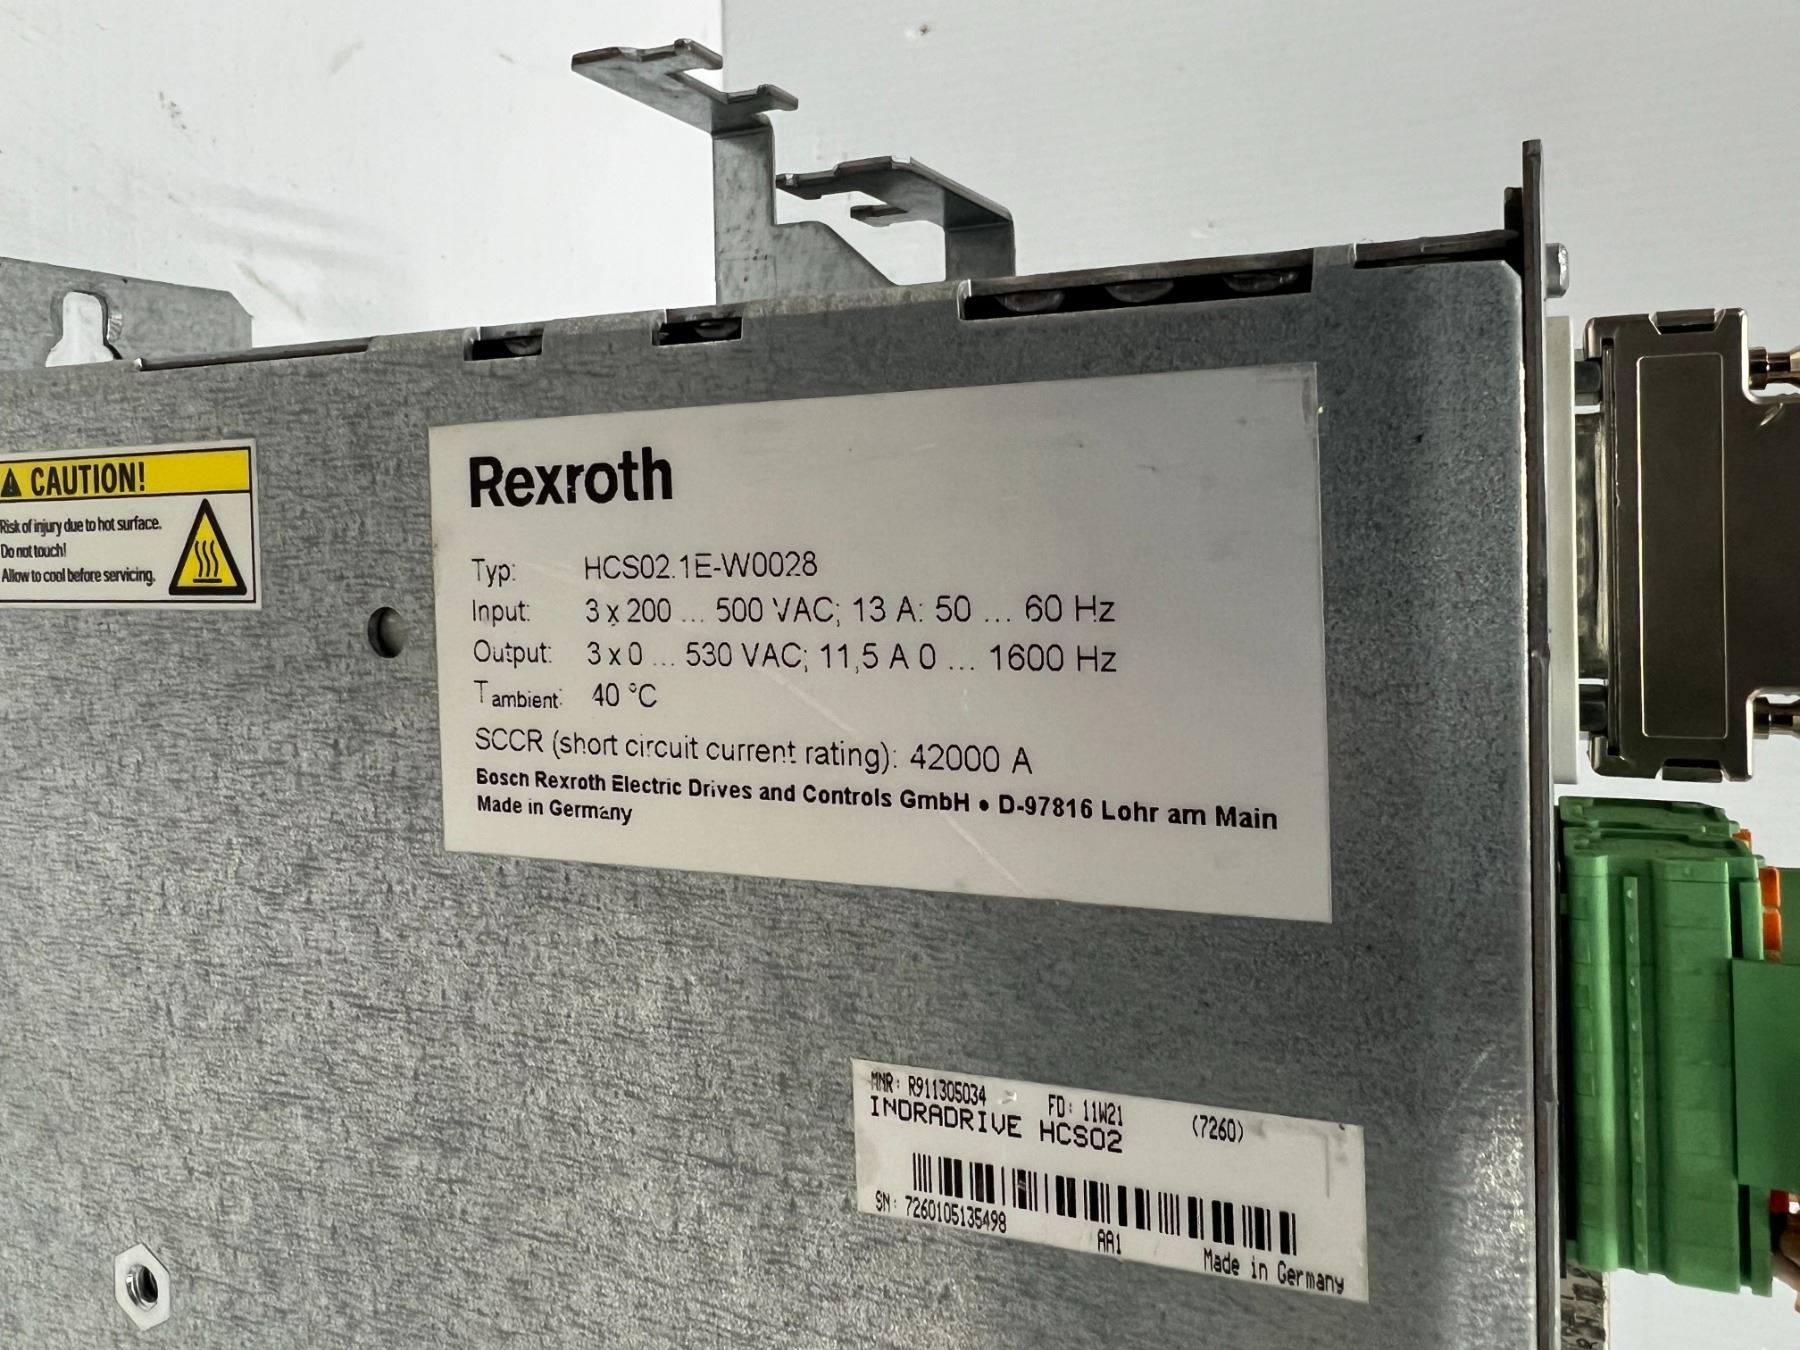 CAUTION!
Risk of injury due to hot surface.
Do not touch!
Allow to cool before servicing.
Rexroth
Typ: HCS02.1E-W0028
Input: 3 x 200 ... 500 VAC; 13 A: 50 ... 60 Hz
Output: 3 x 0 ... 530 VAC; 11,5 A 0 ... 1600 Hz
T ambient: 40 °C
SCCR (short circuit current rating): 42000 A
Bosch Rexroth Electric Drives and Controls GmbH • D-97816 Lohr am Main
Made in Germany
MNR: R911305034 FD: 11W21 (7260)
INDRADRIVE HCS02
SN: 7260105135498 AA1 Made in Germany